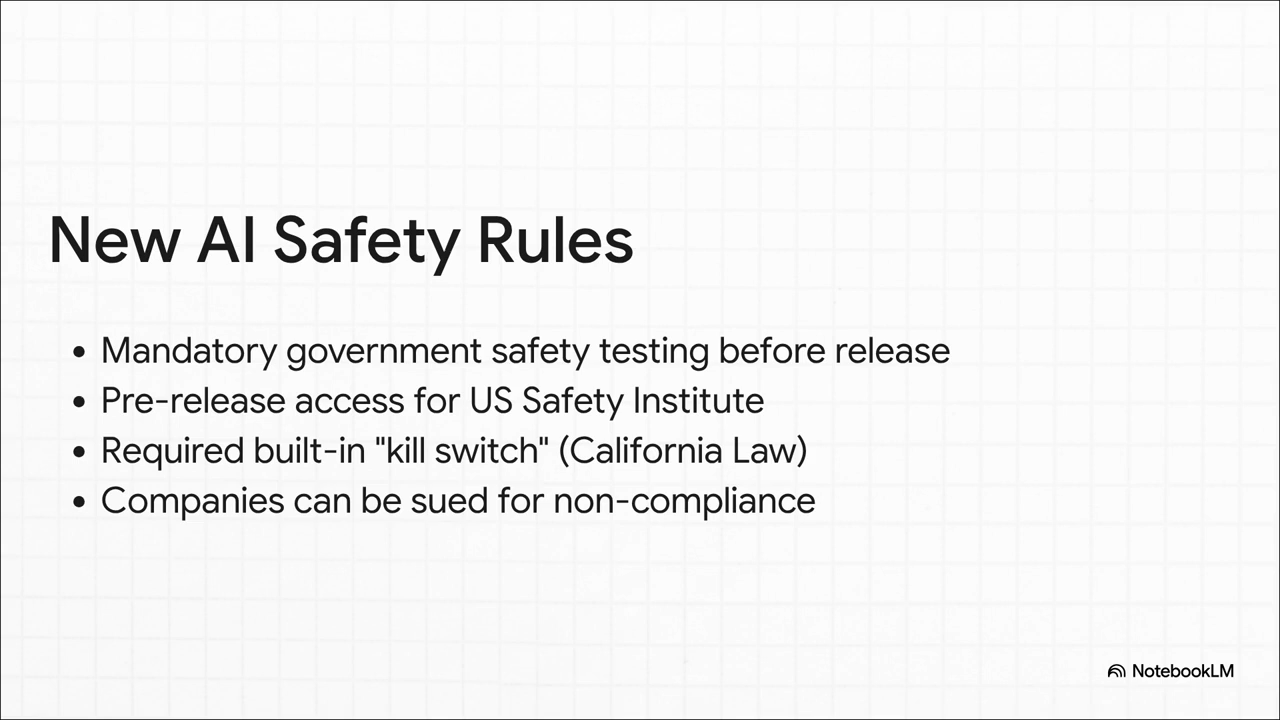 New AI Safety Rules
• Mandatory government safety testing before release
• Pre-release access for US Safety Institute
• Required built-in "kill switch" (California Law)
• Companies can be sued for non-compliance
NotebookLM